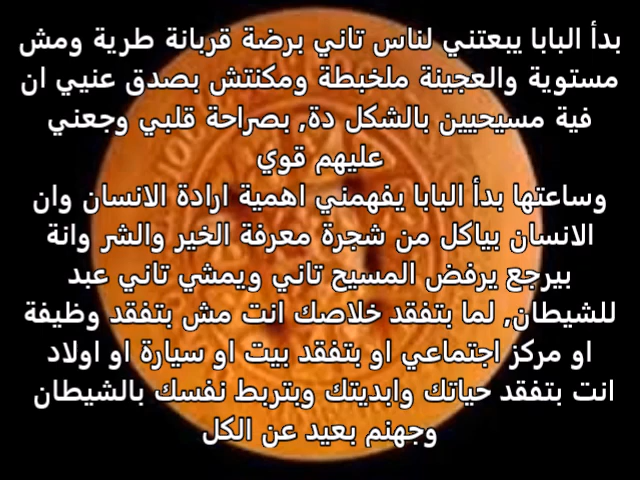 بدأ البابا يبعتني لناس تاني برضة قربانة طرية ومش
مستوية والعجينة ملخبطة ومكنتش بصدق عنيي ان
فية مسيحيين بالشكل دة, بصراحة قلبي وجعني
عليهم قوي
وساعتها بدأ البابا يفهمني اهمية ارادة الانسان وان
الانسان بياكل من شجرة معرفة الخير والشر وانة
بيرجع يرفض المسيح تاني ويمشي تاني عبد
للشيطان, لما بتفقد خلاصك انت مش بتفقد وظيفة
او مركز اجتماعي او بتفقد بيت او سيارة او اولاد
انت بتفقد حياتك وابديتك وبتربط نفسك بالشيطان
وجهنم بعيد عن الكل